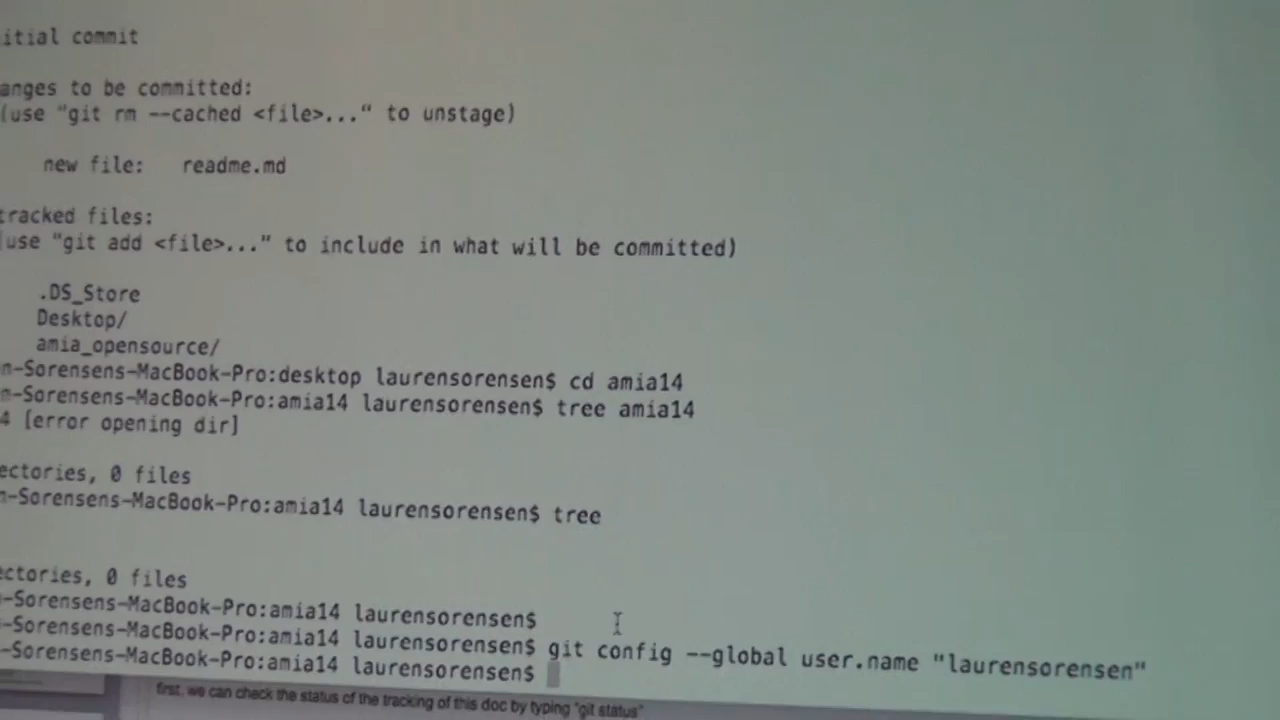 itial commit
anges to be committed:
(use "git rm --cached <file>..." to unstage)
new file: readme.md
tracked files:
(use "git add <file>..." to include in what will be committed)
.DS_Store
Desktop/
amia_opensource/
n-Sorensens-MacBook-Pro:desktop laurensorensen$ cd amia14
n-Sorensens-MacBook-Pro:amia14 laurensorensen$ tree amia14
4 [error opening dir]
ectories, 0 files
n-Sorensens-MacBook-Pro:amia14 laurensorensen$ tree
ectories, 0 files
-Sorensens-MacBook-Pro:amia14 laurensorensen$
-Sorensens-MacBook-Pro:amia14 laurensorensen$ git config --global user.name "laurensorensen"
-Sorensens-MacBook-Pro:amia14 laurensorensen$
first, we can check the status of the tracking of this doc by typing "git status"